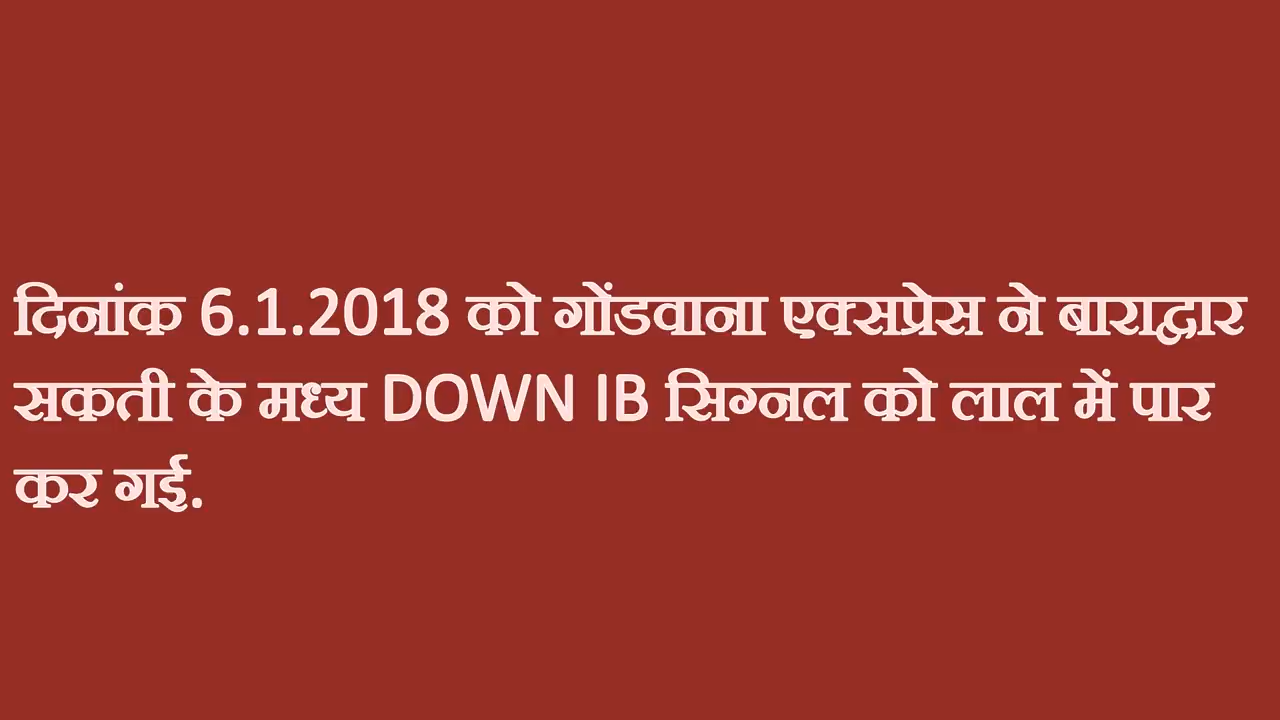 दिनांक 6.1.2018 को गोंडवाना एक्सप्रेस ने बाराद्वार
सकती के मध्य DOWN IB सिग्नल को लाल में पार
कर गई.